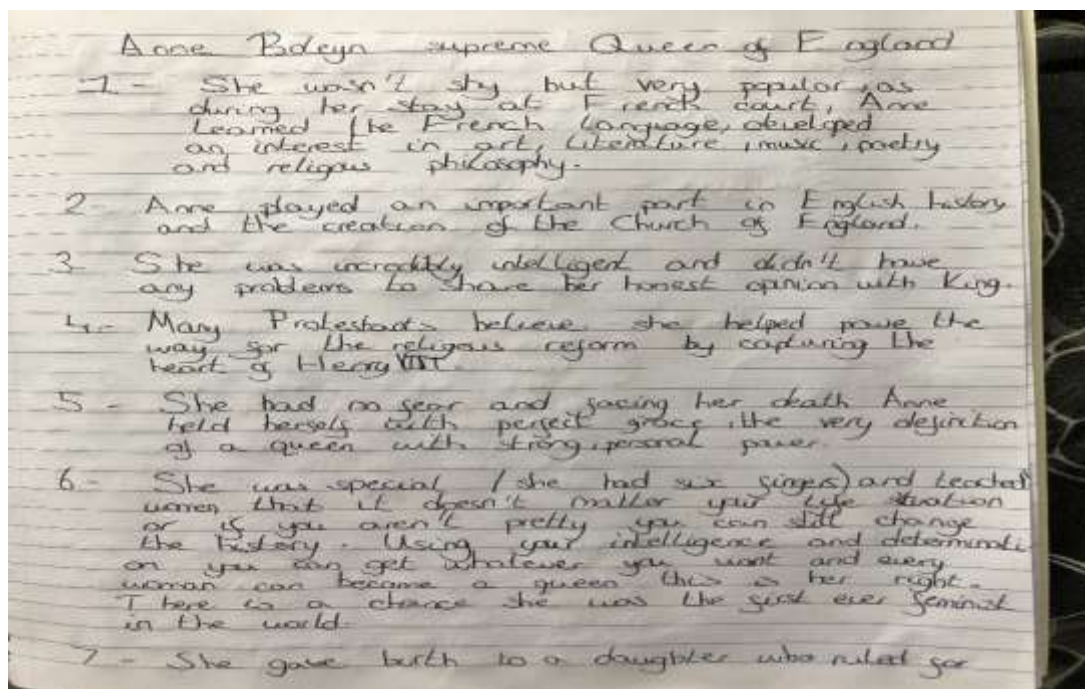 Anne Boleyn supreme Queen of England
1 - She wasn't shy but very popular, as
during her stay at French court, Anne
Learned the French Language, developed
an interest in art, Literature, music, poetry
and religous philosophy.
2 - Anne played an important part in English history
and the creation of the Church of England.
3 She was incredibly intelligent and didn't have
any problems to share her honest opinion with King.
4 - Many Protestants believe she helped pave the
way for the religous reform by capturing the
heart of Henry VIII.
5 - She had no fear and facing her death Anne
held herself with perfect grace, the very definition
of a queen with strong, personal power.
6 - She was special (she had six fingers) and teached
women that it doesn't matter your life situation
or if you aren't pretty you can still change
the history. Using your intelligence and determinati
on you can get whatever you want and every
woman can become a queen this is her right.
There is a chance she was the first ever feminist
in the world.
7 - She gave birth to a daughter who ruled for